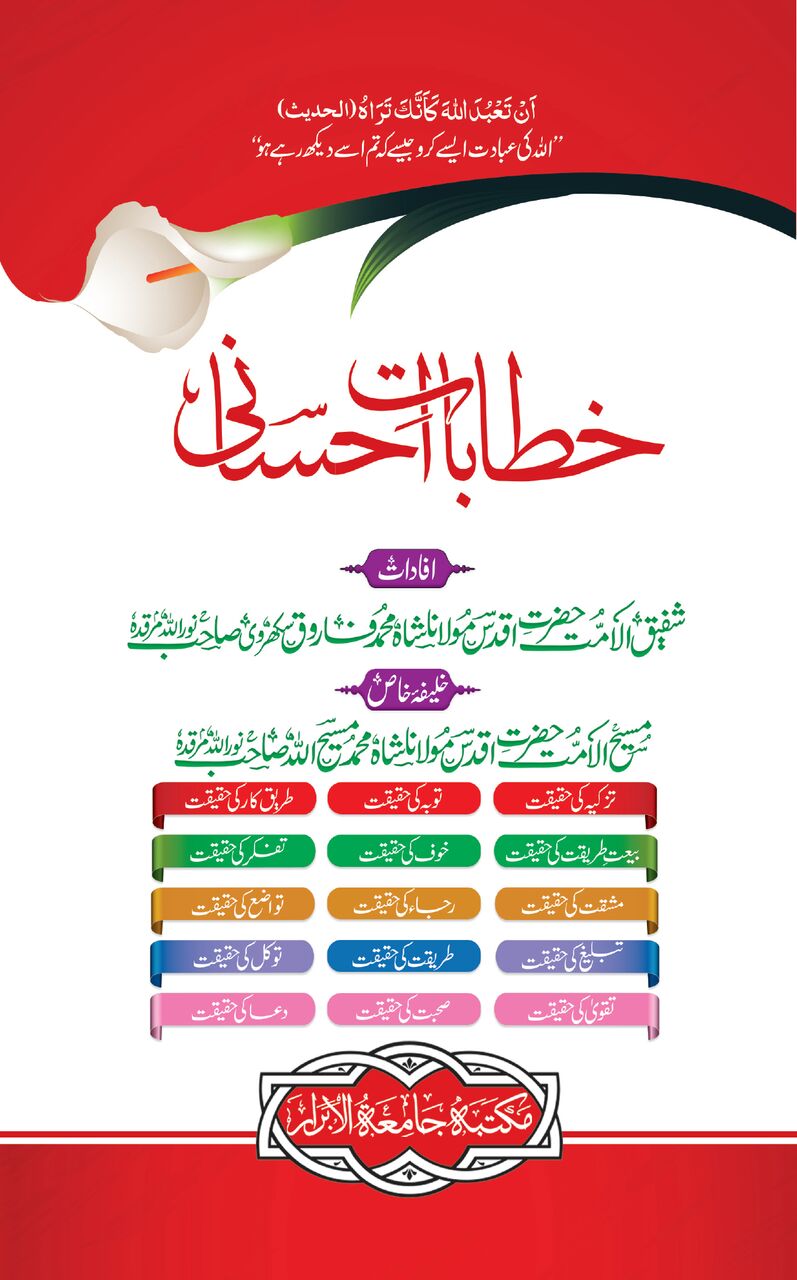 اَنْ تَعْبُدَ اللهَ كَأَنَّكَ تَرَاهُ (الحدیث)
”اللہ کی عبادت ایسے کرو جیسے کہ تم اسے دیکھ رہے ہو“
خطاباتِ احسانی
افادات
شفیق الامت حضرت اقدس مولانا شاہ محمد فاروق سکھروی صاحب نور اللہ مرقدہ
خلیفۂ خاص
مسیح الامت حضرت اقدس مولانا شاہ محمد مسیح اللہ صاحب نور اللہ مرقدہ
تزکیہ کی حقیقت توبہ کی حقیقت طریق کار کی حقیقت
بیعت طریقت کی حقیقت خوف کی حقیقت تفکر کی حقیقت
مشقت کی حقیقت رجاء کی حقیقت تواضع کی حقیقت
تبلیغ کی حقیقت طریقت کی حقیقت توکل کی حقیقت
تقویٰ کی حقیقت صحبت کی حقیقت دعا کی حقیقت
مکتبہ جامعۃ الابرار